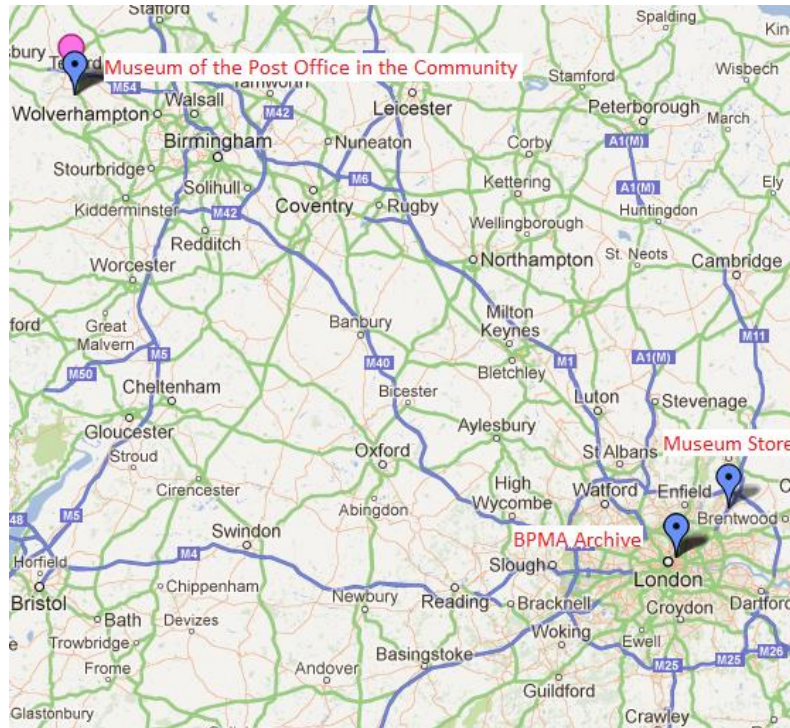 Stafford
Spalding
Museum of the Post Office in the Community
M54
Wisbech
Stamford
Leicester
Wolverhampton
Walsall
Peterborough
March
M42
Birmingham
Nuneaton
Corby
A1(M)
Stourbridge
M6
Solihull
Coventry
Kettering
A1(M)
Ely
Kidderminster
M42
Rugby
Huntingdon
Redditch
Wellingborough
Worcester
Northampton
St. Neots
Cambridge
Great
Malvern
Banbury
Milton
Keynes
M11
M5
M50
M40
Bletchley
M1
A1(M)
Cheltenham
Bicester
Luton
Stevenage
Gloucester
Aylesbury
Museum Store
Stroud
Oxford
St Albans
Cirencester
High
Wycombe
Watford
Enfield
Abingdon
Brentwood
M5
BPMA Archive
48
Swindon
M4
Horfield
Slough
London
Chippenham
Reading
Dartford
Bristol
Newbury
Bracknell
Croydon
Bath
Devizes
Woking
Ewell
Trowbridge
Basingstoke
M25
M25
M26
Frome
Andover
Guildford
Glastonbury
Crawley